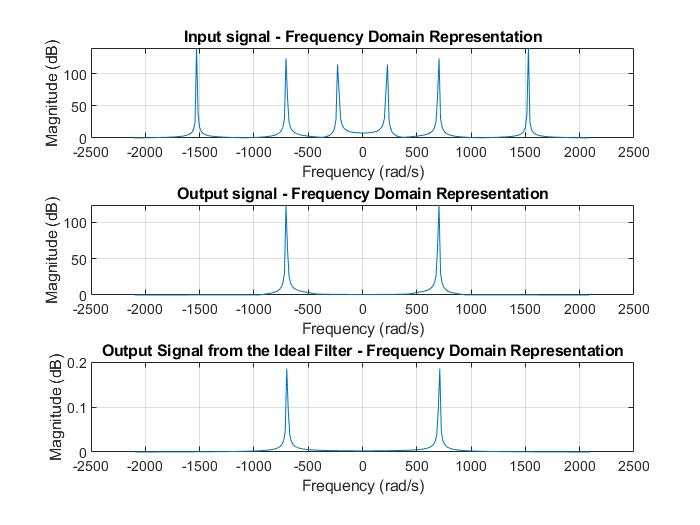 Input signal - Frequency Domain Representation
Magnitude (dB)
100
50
0
-2500 -2000 -1500 -1000 -500 0 500 1000 1500 2000 2500
Frequency (rad/s)
Output signal - Frequency Domain Representation
Magnitude (dB)
100
50
0
-2500 -2000 -1500 -1000 -500 0 500 1000 1500 2000 2500
Frequency (rad/s)
Output Signal from the Ideal Filter - Frequency Domain Representation
Magnitude (dB)
0.2
0.1
0
-2500 -2000 -1500 -1000 -500 0 500 1000 1500 2000 2500
Frequency (rad/s)